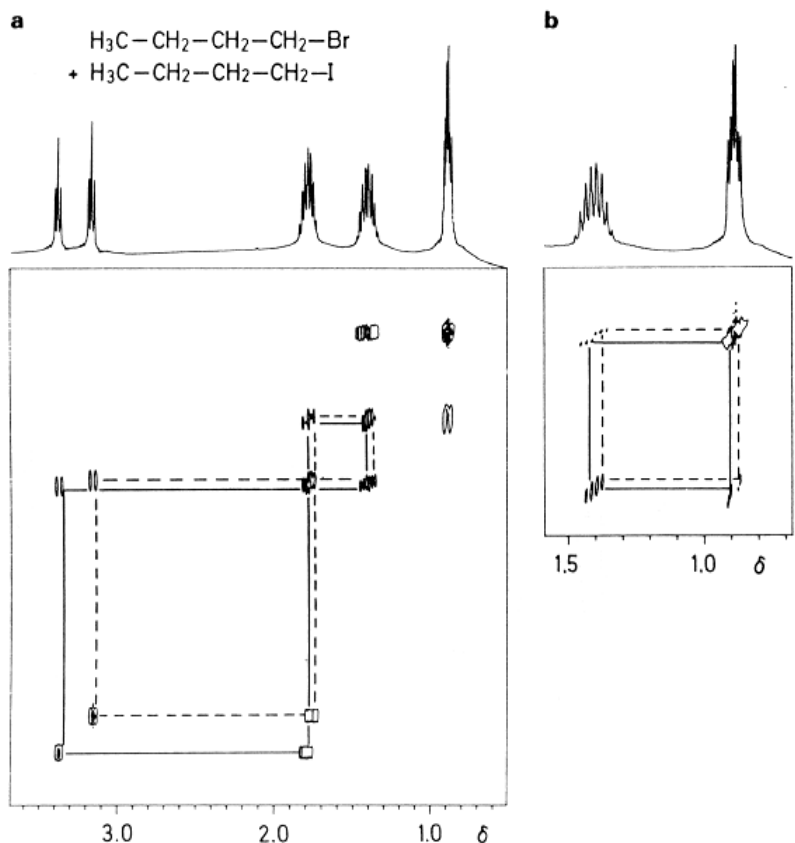 a
H₃C−CH₂−CH₂−CH₂−Br
+ H₃C−CH₂−CH₂−CH₂−I
3.0 2.0 1.0 δ
b
1.5 1.0 δ